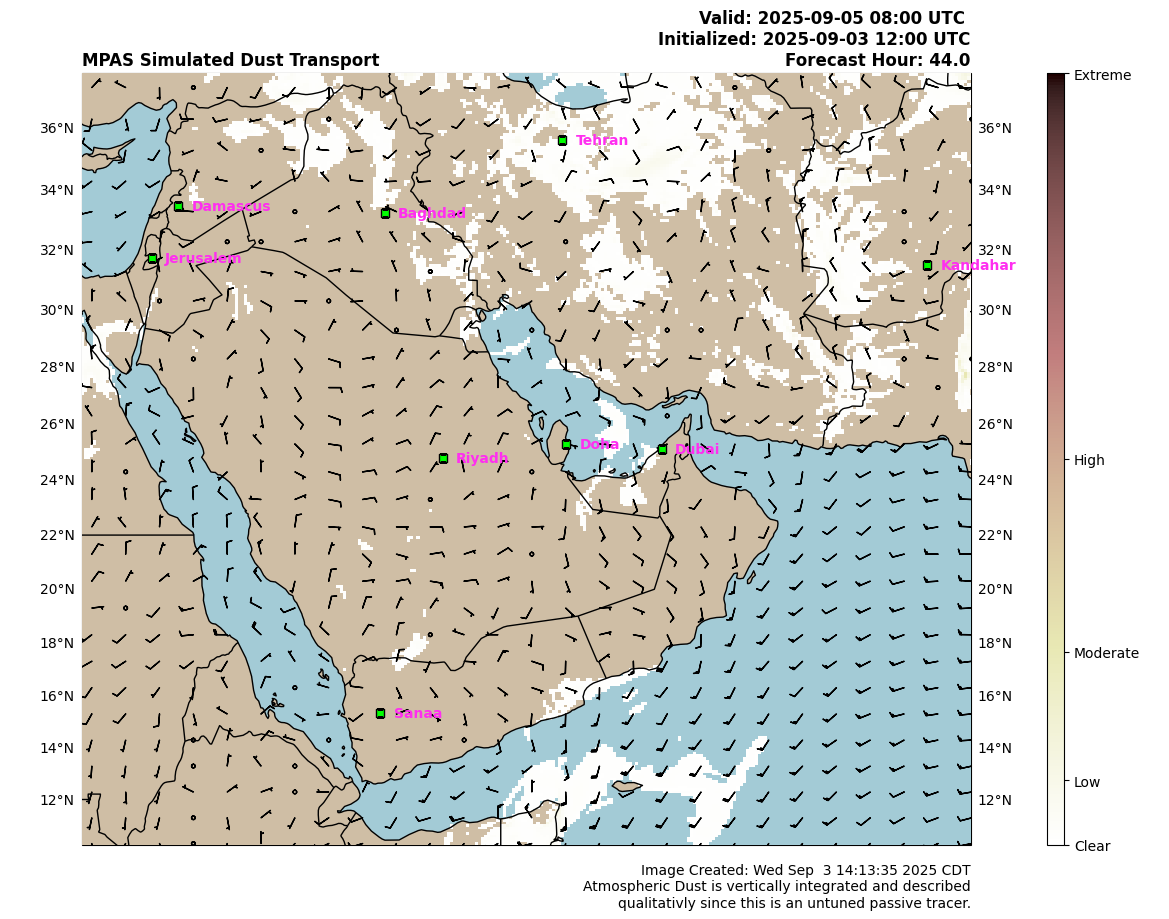 Valid: 2025-09-05 08:00 UTC
Initialized: 2025-09-03 12:00 UTC
MPAS Simulated Dust Transport Forecast Hour: 44.0
Extreme
36°N 36°N
Tehran
34°N 34°N
Damascus Baghdad
32°N 32°N
Jerusalem Kandahar
30°N 30°N
28°N 28°N
26°N 26°N
Doha Dubai
Riyadh High
24°N 24°N
22°N 22°N
20°N 20°N
18°N 18°N
Moderate
16°N 16°N
Sanaa
14°N 14°N
Low
12°N 12°N
Clear
Image Created: Wed Sep  3 14:13:35 2025 CDT
Atmospheric Dust is vertically integrated and described
qualitativly since this is an untuned passive tracer.